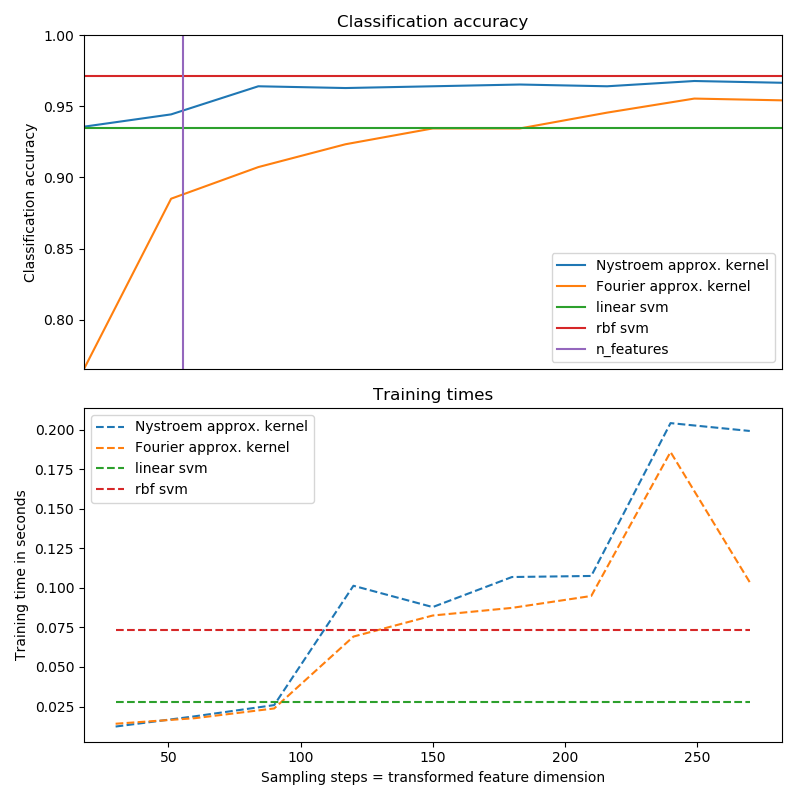 Classification accuracy
1.00
0.95
0.90
0.85
0.80
Classification accuracy
Nystroem approx. kernel
Fourier approx. kernel
linear svm
rbf svm
n_features
Training times
0.200
0.175
0.150
0.125
0.100
0.075
0.050
0.025
Training time in seconds
Nystroem approx. kernel
Fourier approx. kernel
linear svm
rbf svm
50 100 150 200 250
Sampling steps = transformed feature dimension